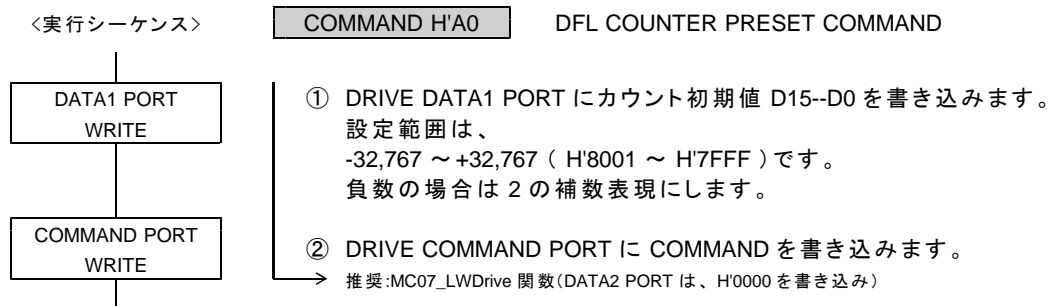 <実行シーケンス>
COMMAND H'A0 DFL COUNTER PRESET COMMAND
DATA1 PORT
WRITE
① DRIVE DATA1 PORT にカウント初期値 D15--D0 を書き込みます。
設定範囲は、
-32,767 ～+32,767 ( H'8001 ～ H'7FFF )です。
負数の場合は 2 の補数表現にします。
COMMAND PORT
WRITE
② DRIVE COMMAND PORT に COMMAND を書き込みます。
推奨:MC07_LWDrive 関数(DATA2 PORT は、H'0000 を書き込み)